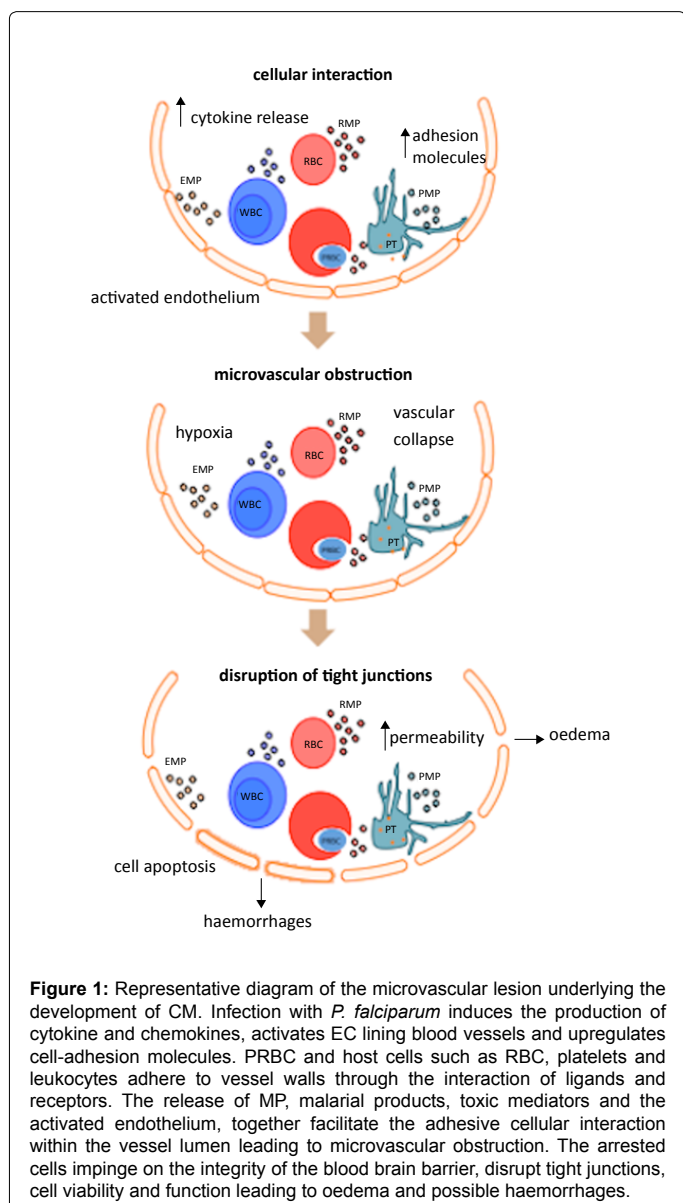 cellular interaction
↑ cytokine release
RMP
↑ adhesion
molecules
RBC
EMP
PMP
WBC
PT
PRBC
activated endothelium
microvascular obstruction
hypoxia
RMP
vascular
collapse
RBC
EMP
PMP
WBC
PT
PRBC
disruption of tight junctions
RMP
↑ permeability
→ oedema
RBC
EMP
PMP
WBC
PT
PRBC
cell apoptosis
haemorrhages
Figure 1: Representative diagram of the microvascular lesion underlying the
development of CM. Infection with P. falciparum induces the production of
cytokine and chemokines, activates EC lining blood vessels and upregulates
cell-adhesion molecules. PRBC and host cells such as RBC, platelets and
leukocytes adhere to vessel walls through the interaction of ligands and
receptors. The release of MP, malarial products, toxic mediators and the
activated endothelium, together facilitate the adhesive cellular interaction
within the vessel lumen leading to microvascular obstruction. The arrested
cells impinge on the integrity of the blood brain barrier, disrupt tight junctions,
cell viability and function leading to oedema and possible haemorrhages.